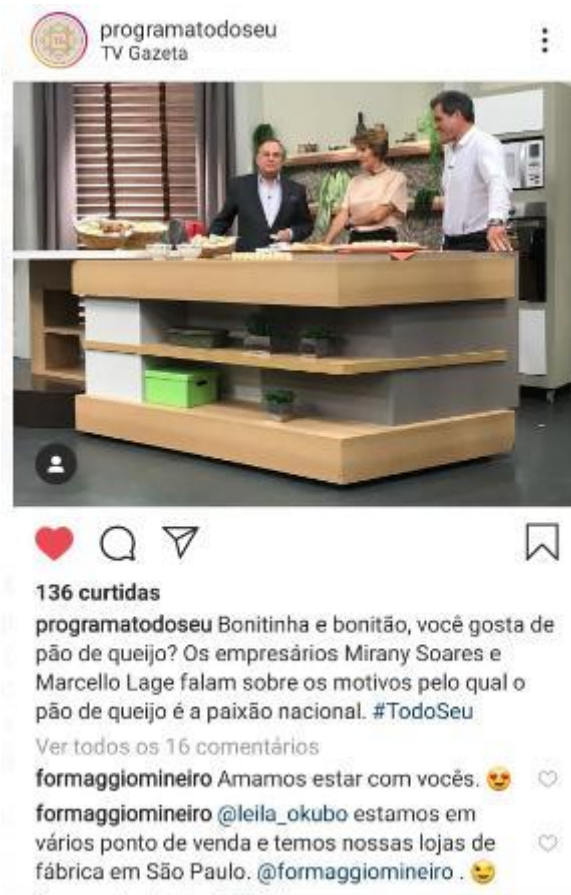 programatodoseu
TV Gazeta
136 curtidas
programatodoseu Bonitinha e bonitão, você gosta de
pão de queijo? Os empresários Mirany Soares e
Marcello Lage falam sobre os motivos pelo qual o
pão de queijo é a paixão nacional. #TodoSeu
Ver todos os 16 comentários
formaggiomineiro Amamos estar com vocês. 😍
formaggiomineiro @leila_okubo estamos em
vários ponto de venda e temos nossas lojas de
fábrica em São Paulo. @formaggiomineiro . 😉